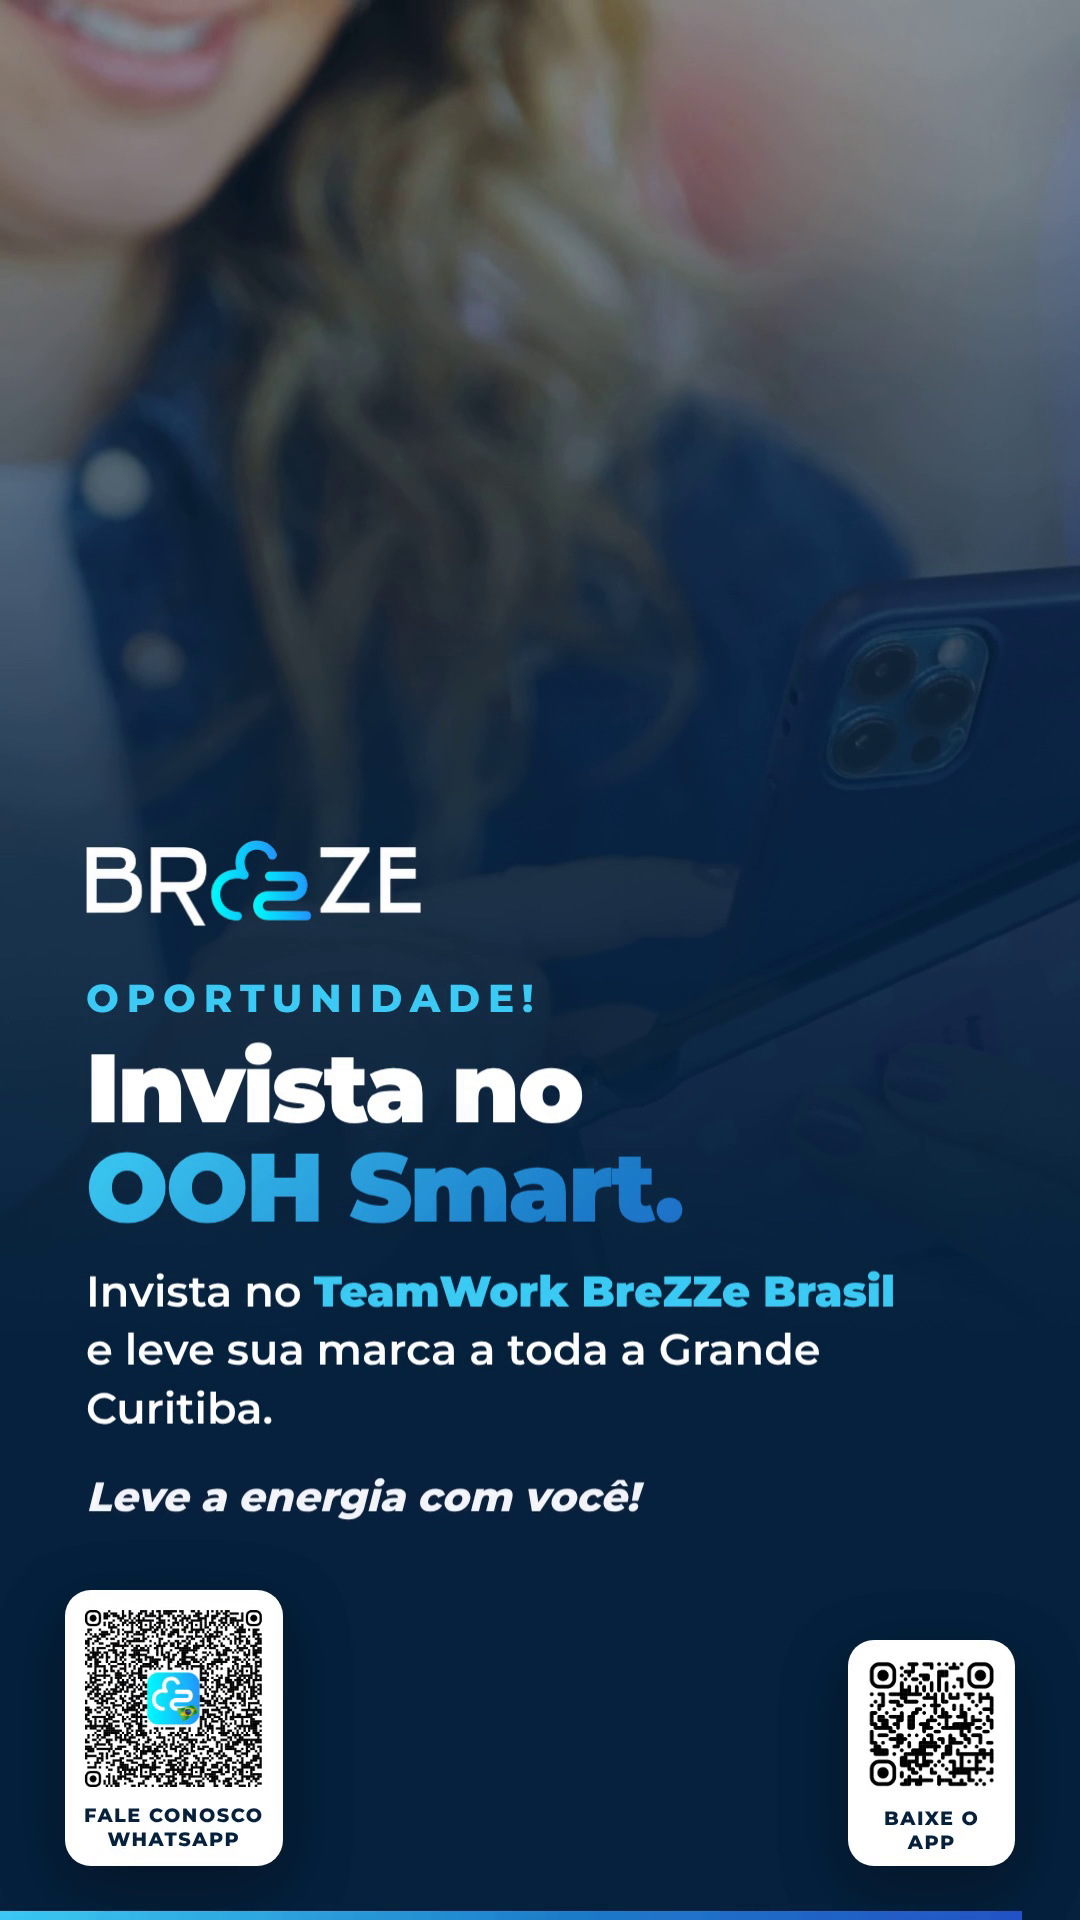 BREZE
OPORTUNIDADE!
Invista no
OOH Smart.
Invista no TeamWork BreZZe Brasil
e leve sua marca a toda a Grande
Curitiba.
Leve a energia com você!
FALE CONOSCO
WHATSAPP
BAIXE O
APP